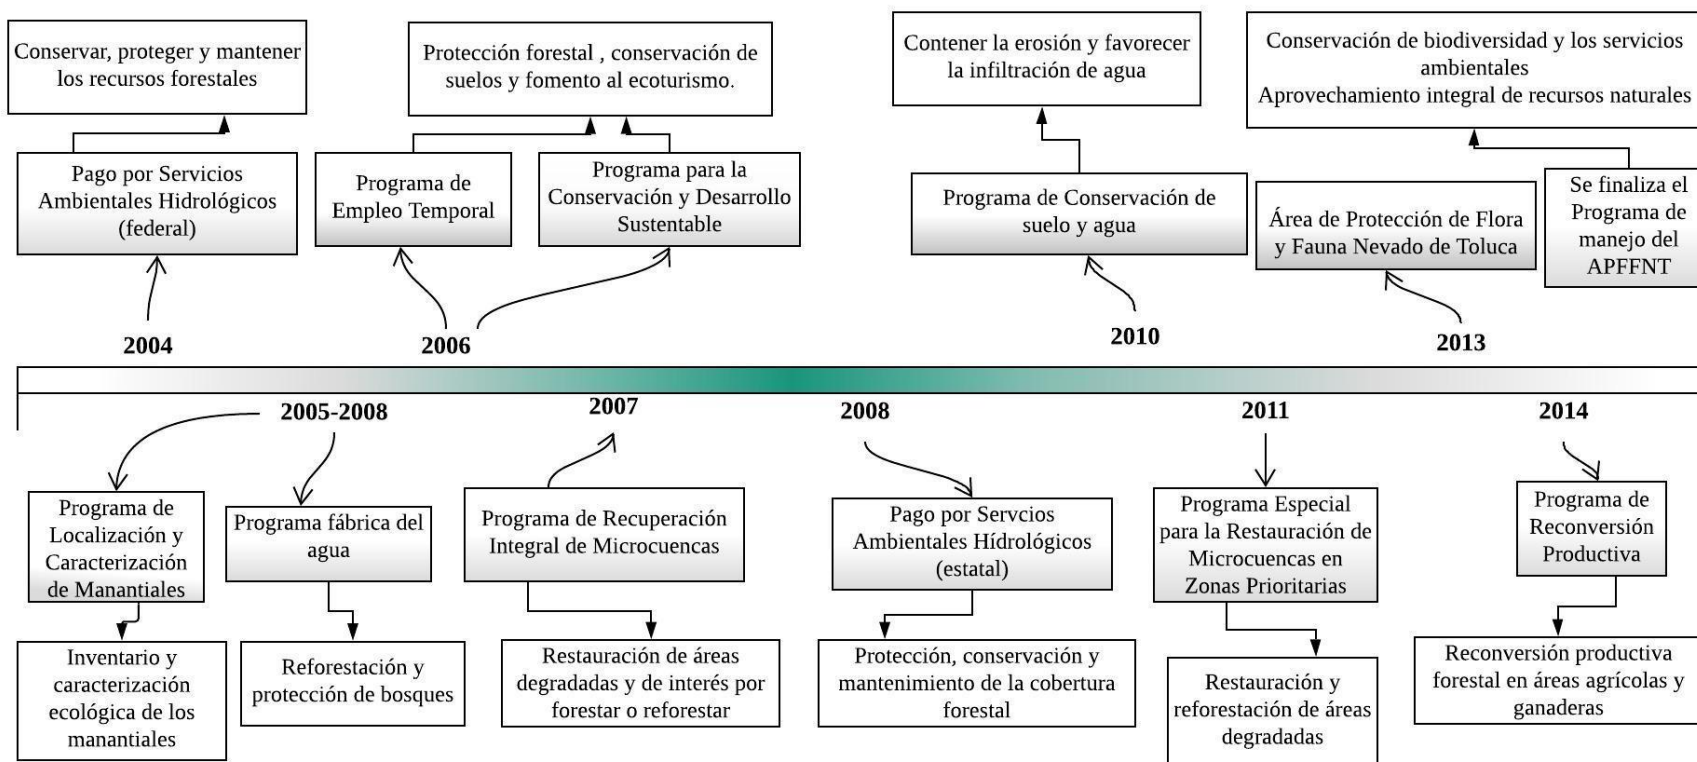 Conservar, proteger y mantener
los recursos forestales
Protección forestal , conservación de
suelos y fomento al ecoturismo.
Contener la erosión y favorecer
la infiltración de agua
Conservación de biodiversidad y los servicios
ambientales
Aprovechamiento integral de recursos naturales
Pago por Servicios
Ambientales Hidrológicos
(federal)
Programa de
Empleo Temporal
Programa para la
Conservación y Desarrollo
Sustentable
Programa de Conservación de
suelo y agua
Área de Protección de Flora
y Fauna Nevado de Toluca
Se finaliza el
Programa de
manejo del
APFFNT
2004
2006
2010
2013
2005-2008
2007
2008
2011
2014
Programa de
Localización y
Caracterización
de Manantiales
Programa fábrica del
agua
Programa de Recuperación
Integral de Microcuencas
Pago por Servcios
Ambientales Hídrológicos
(estatal)
Programa Especial
para la Restauración de
Microcuencas en
Zonas Prioritarias
Programa de
Reconversión
Productiva
Inventario y
caracterización
ecológica de los
manantiales
Reforestación y
protección de bosques
Restauración de áreas
degradadas y de interés por
forestar o reforestar
Protección, conservación y
mantenimiento de la cobertura
forestal
Restauración y
reforestación de áreas
degradadas
Reconversión productiva
forestal en áreas agrícolas y
ganaderas